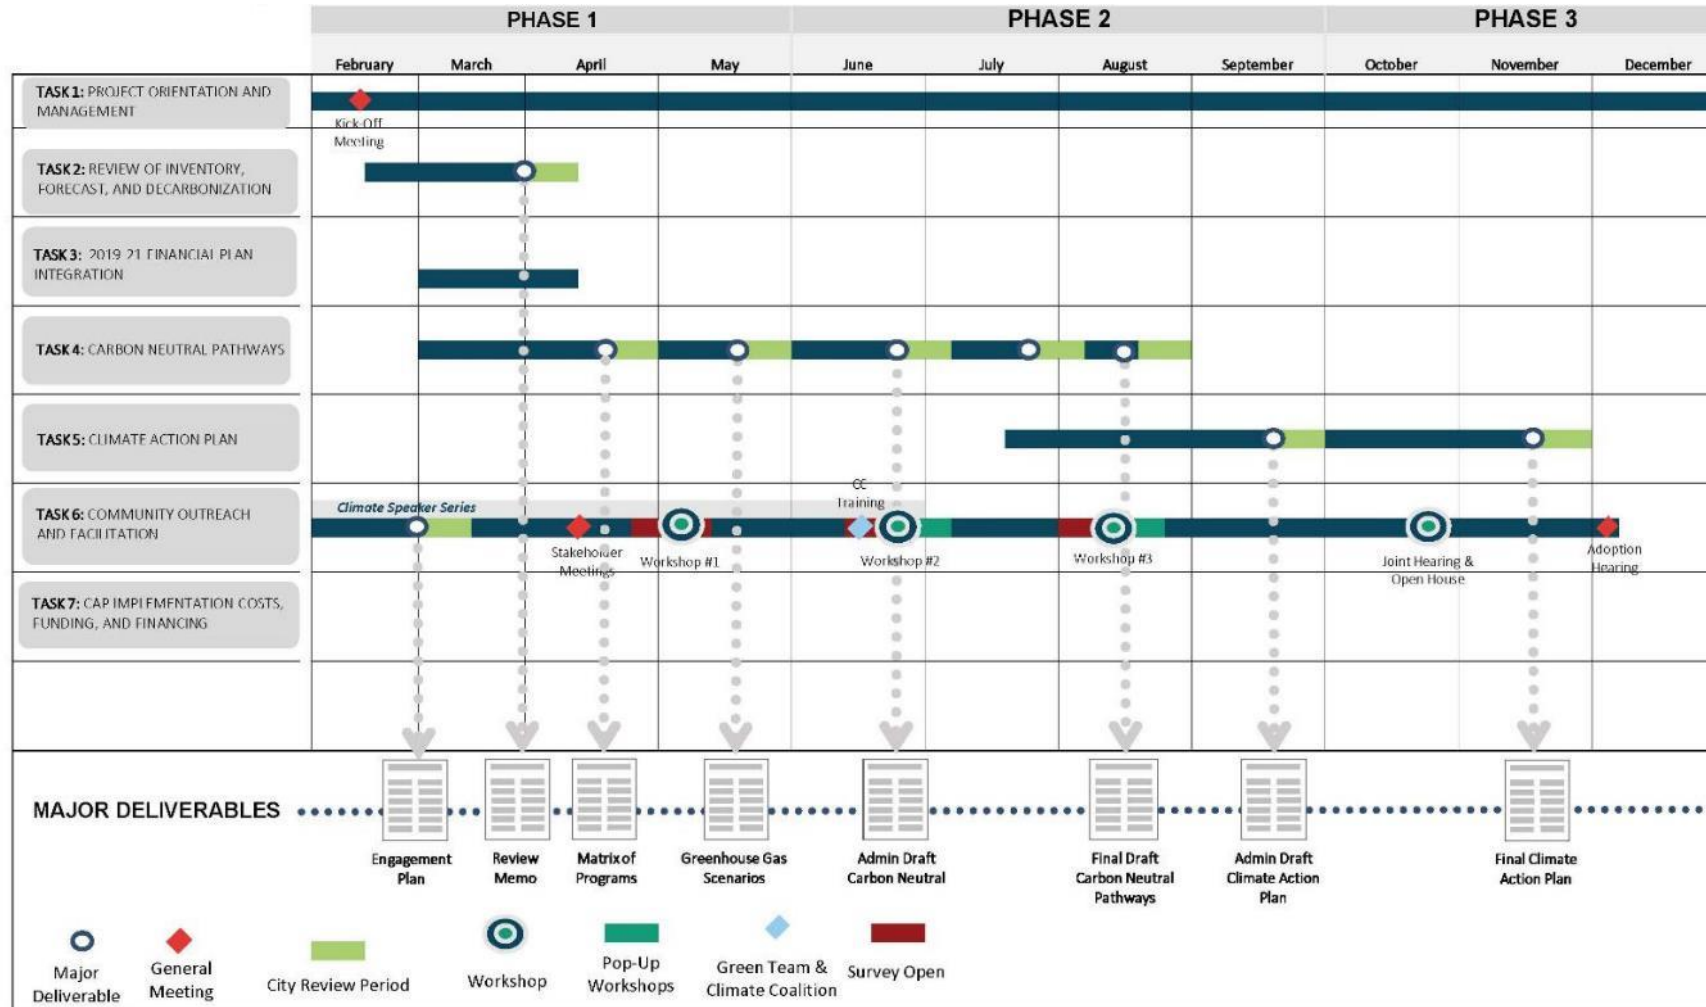 PHASE 1
PHASE 2
PHASE 3
February
March
April
May
June
July
August
September
October
November
December
TASK 1: PROJECT ORIENTATION AND
MANAGEMENT
Kick-Off
Meeting
TASK 2: REVIEW OF INVENTORY,
FORECAST, AND DECARBONIZATION
TASK 3: 2019-21 FINANCIAL PLAN
INTEGRATION
TASK 4: CARBON NEUTRAL PATHWAYS
TASK 5: CLIMATE ACTION PLAN
TASK 6: COMMUNITY OUTREACH
AND FACILITATION
Climate Speaker Series
CC
Training
Stakeholder
Meetings
Workshop #1
Workshop #2
Workshop #3
Joint Hearing &
Open House
Adoption
Hearing
TASK 7: CAP IMPLEMENTATION COSTS,
FUNDING, AND FINANCING
MAJOR DELIVERABLES
Engagement
Plan
Review
Memo
Matrix of
Programs
Greenhouse Gas
Scenarios
Admin Draft
Carbon Neutral
Final Draft
Carbon Neutral
Pathways
Admin Draft
Climate Action
Plan
Final Climate
Action Plan
Major
Deliverable
General
Meeting
City Review Period
Workshop
Pop-Up
Workshops
Green Team &
Climate Coalition
Survey Open